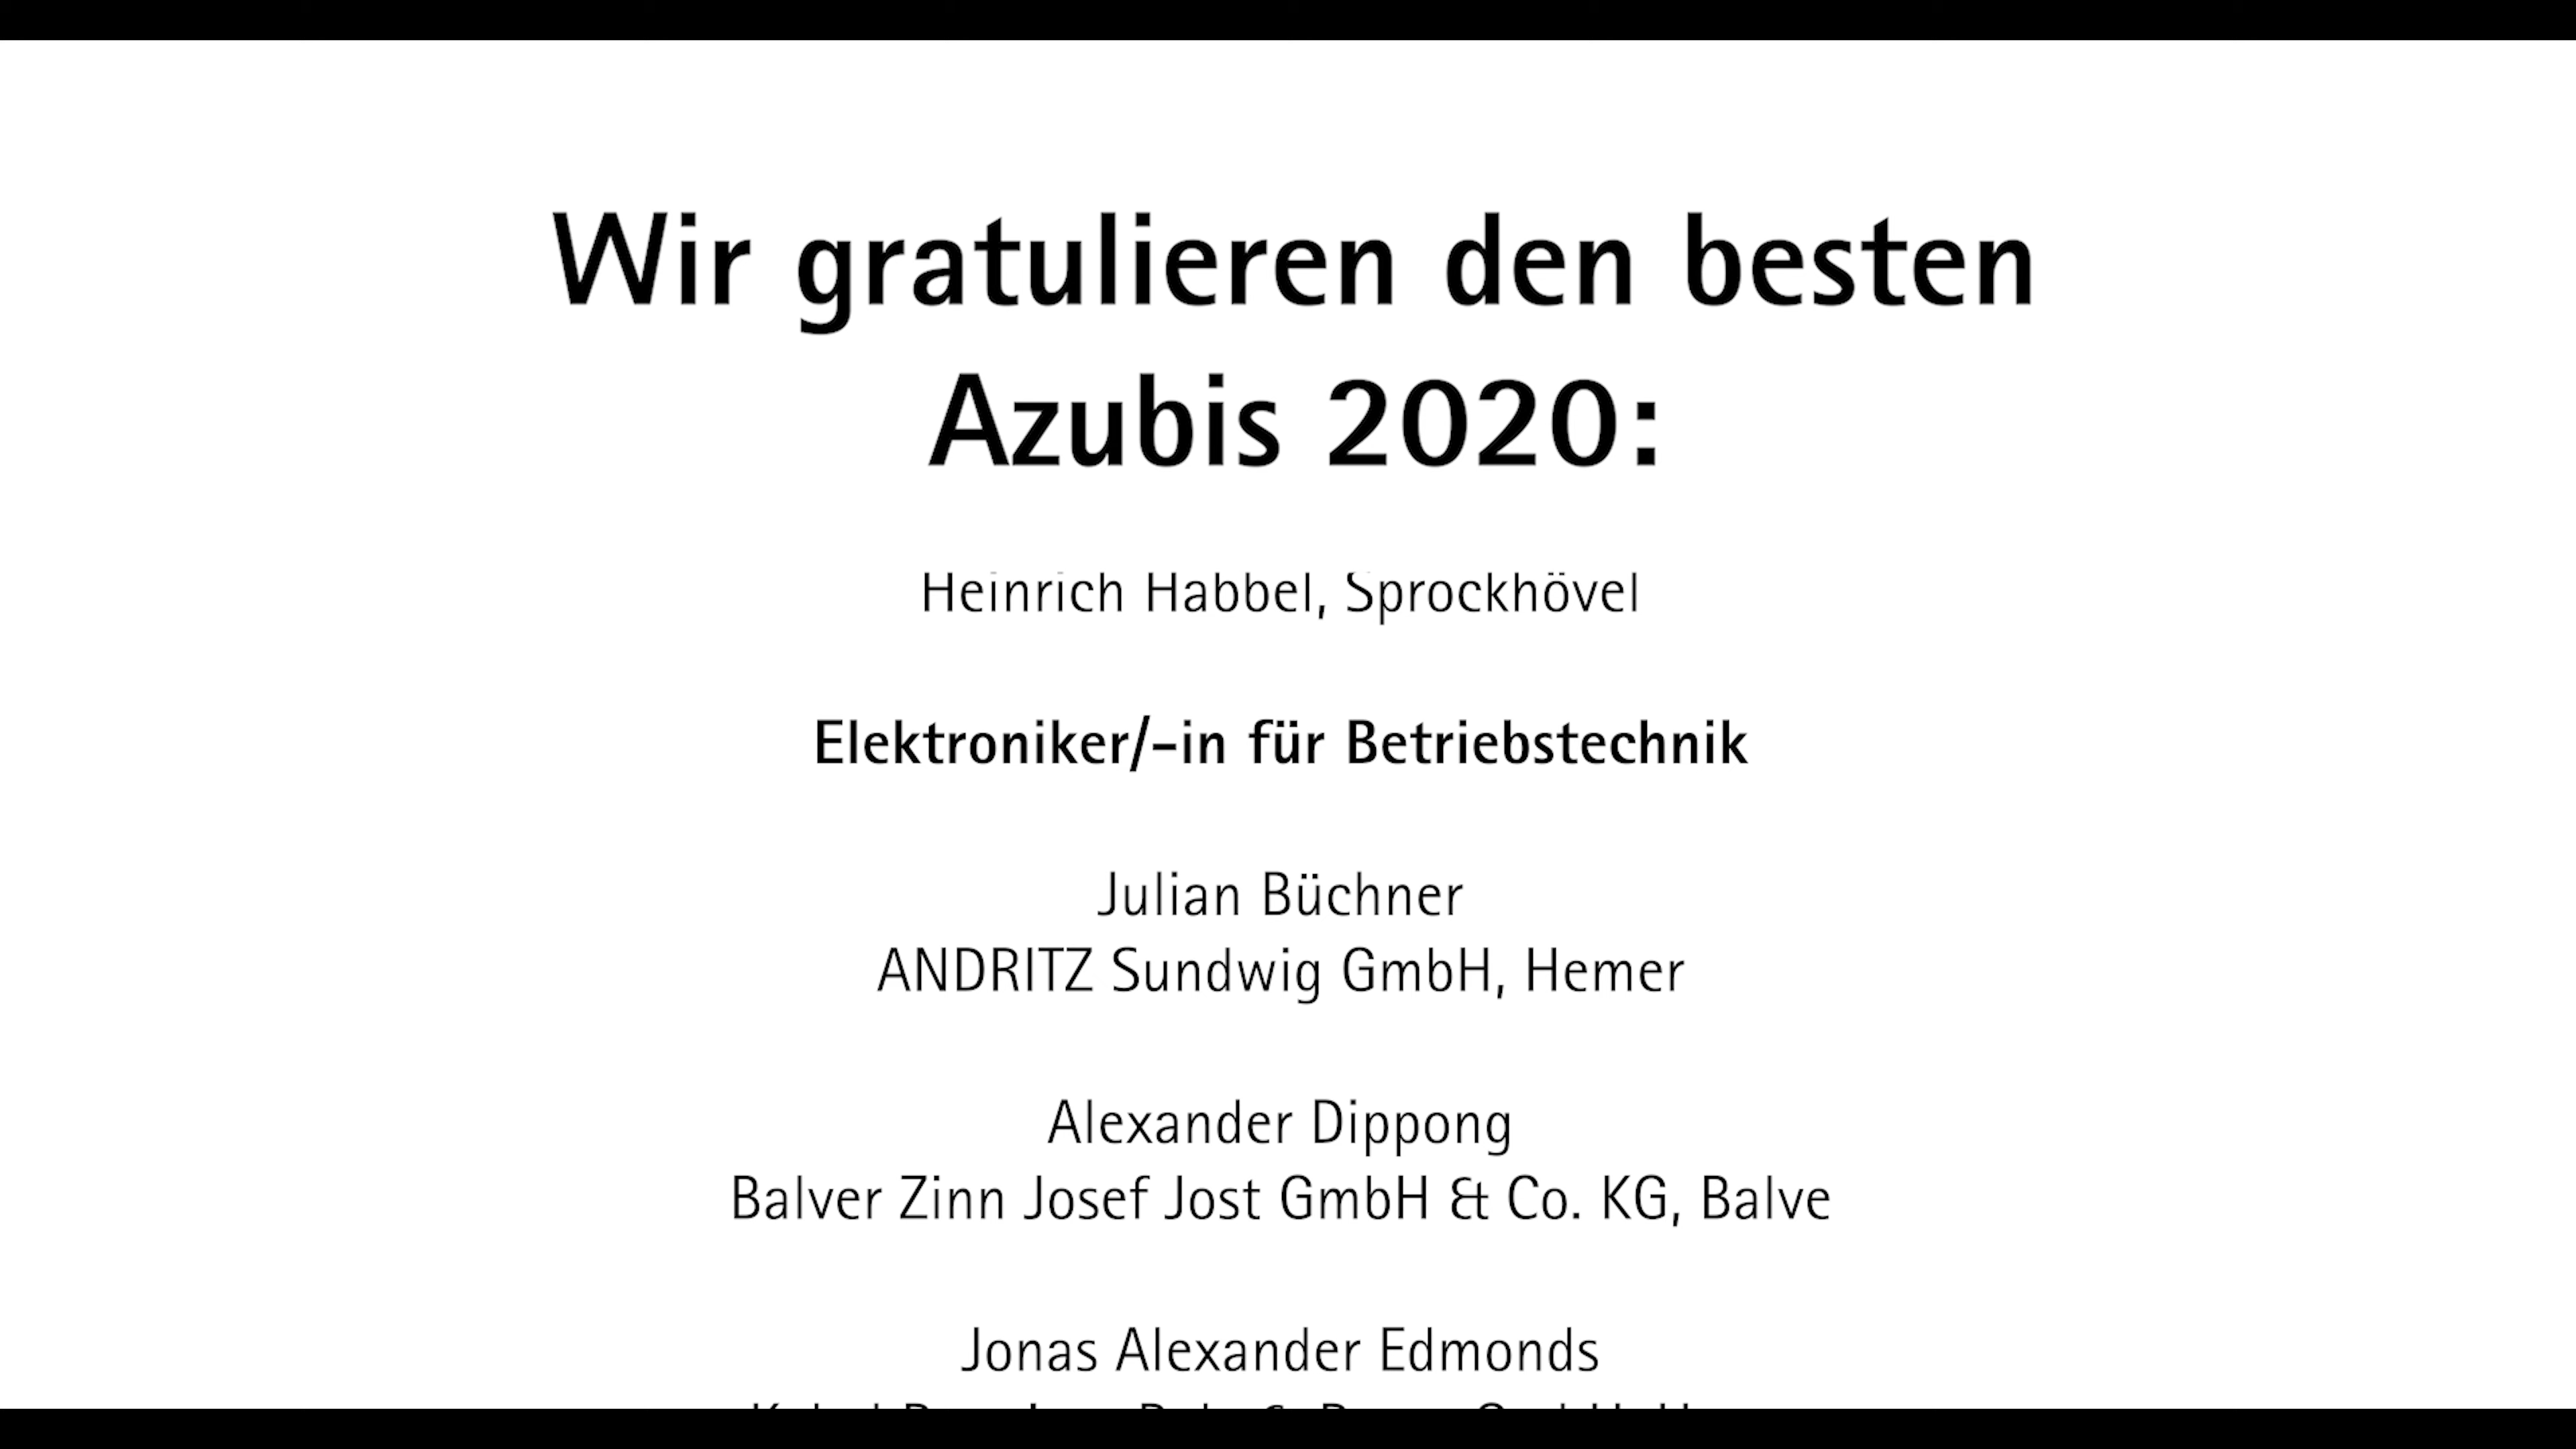 Wir gratulieren den besten
Azubis 2020:
Heinrich Habbel, Sprockhövel
Elektroniker/-in für Betriebstechnik
Julian Büchner
ANDRITZ Sundwig GmbH, Hemer
Alexander Dippong
Balver Zinn Josef Jost GmbH & Co. KG, Balve
Jonas Alexander Edmonds